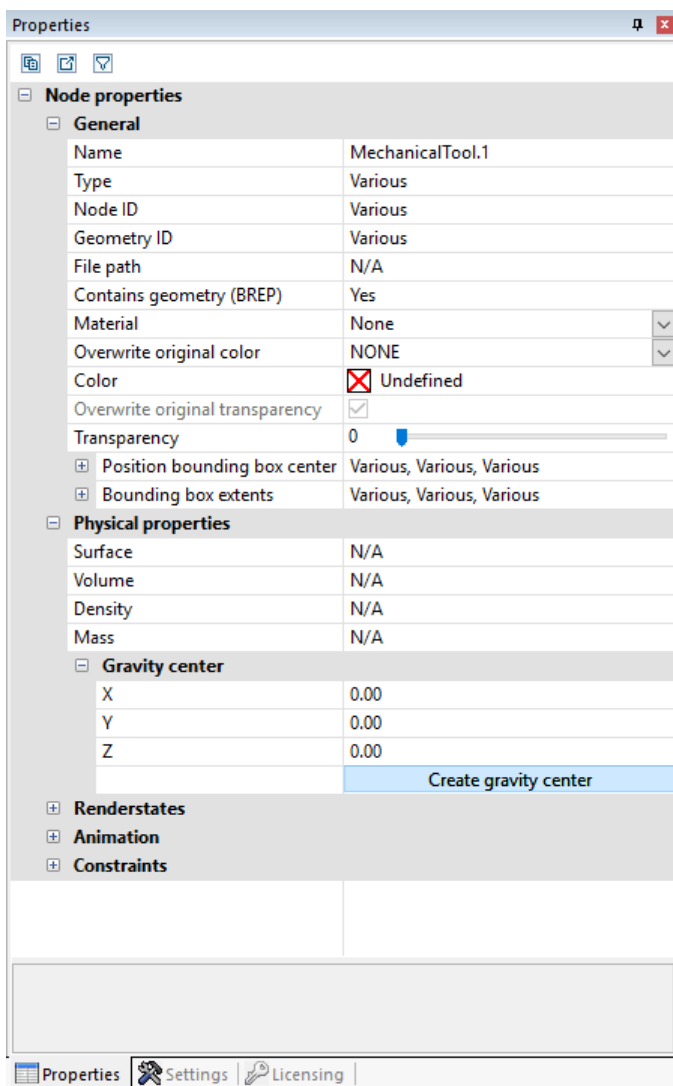 Properties
Node properties
General
Name MechanicalTool.1
Type Various
Node ID Various
Geometry ID Various
File path N/A
Contains geometry (BREP) Yes
Material None
Overwrite original color NONE
Color Undefined
Overwrite original transparency
Transparency 0
Position bounding box center Various, Various, Various
Bounding box extents Various, Various, Various
Physical properties
Surface N/A
Volume N/A
Density N/A
Mass N/A
Gravity center
X 0.00
Y 0.00
Z 0.00
Create gravity center
Renderstates
Animation
Constraints
Properties Settings Licensing